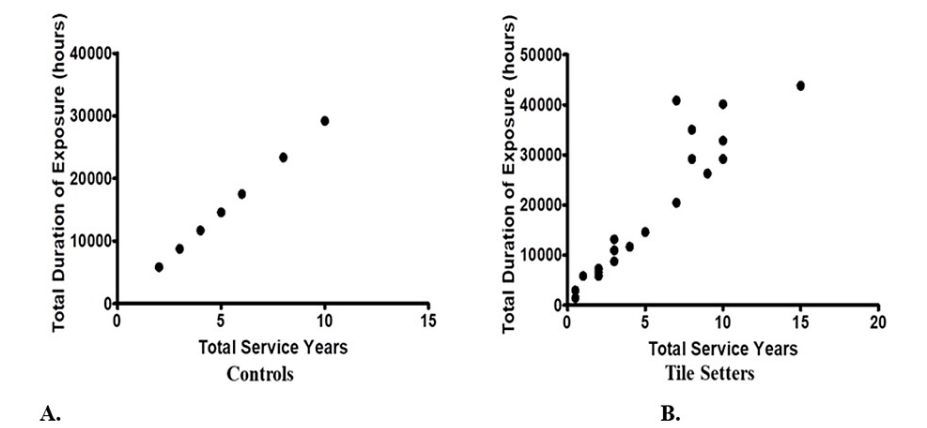 Total Duration of Exposure (hours)
40000
30000
20000
10000
0
0 5 10 15
Total Service Years
Controls
A.
Total Duration of Exposure (hours)
50000
40000
30000
20000
10000
0
0 5 10 15 20
Total Service Years
Tile Setters
B.